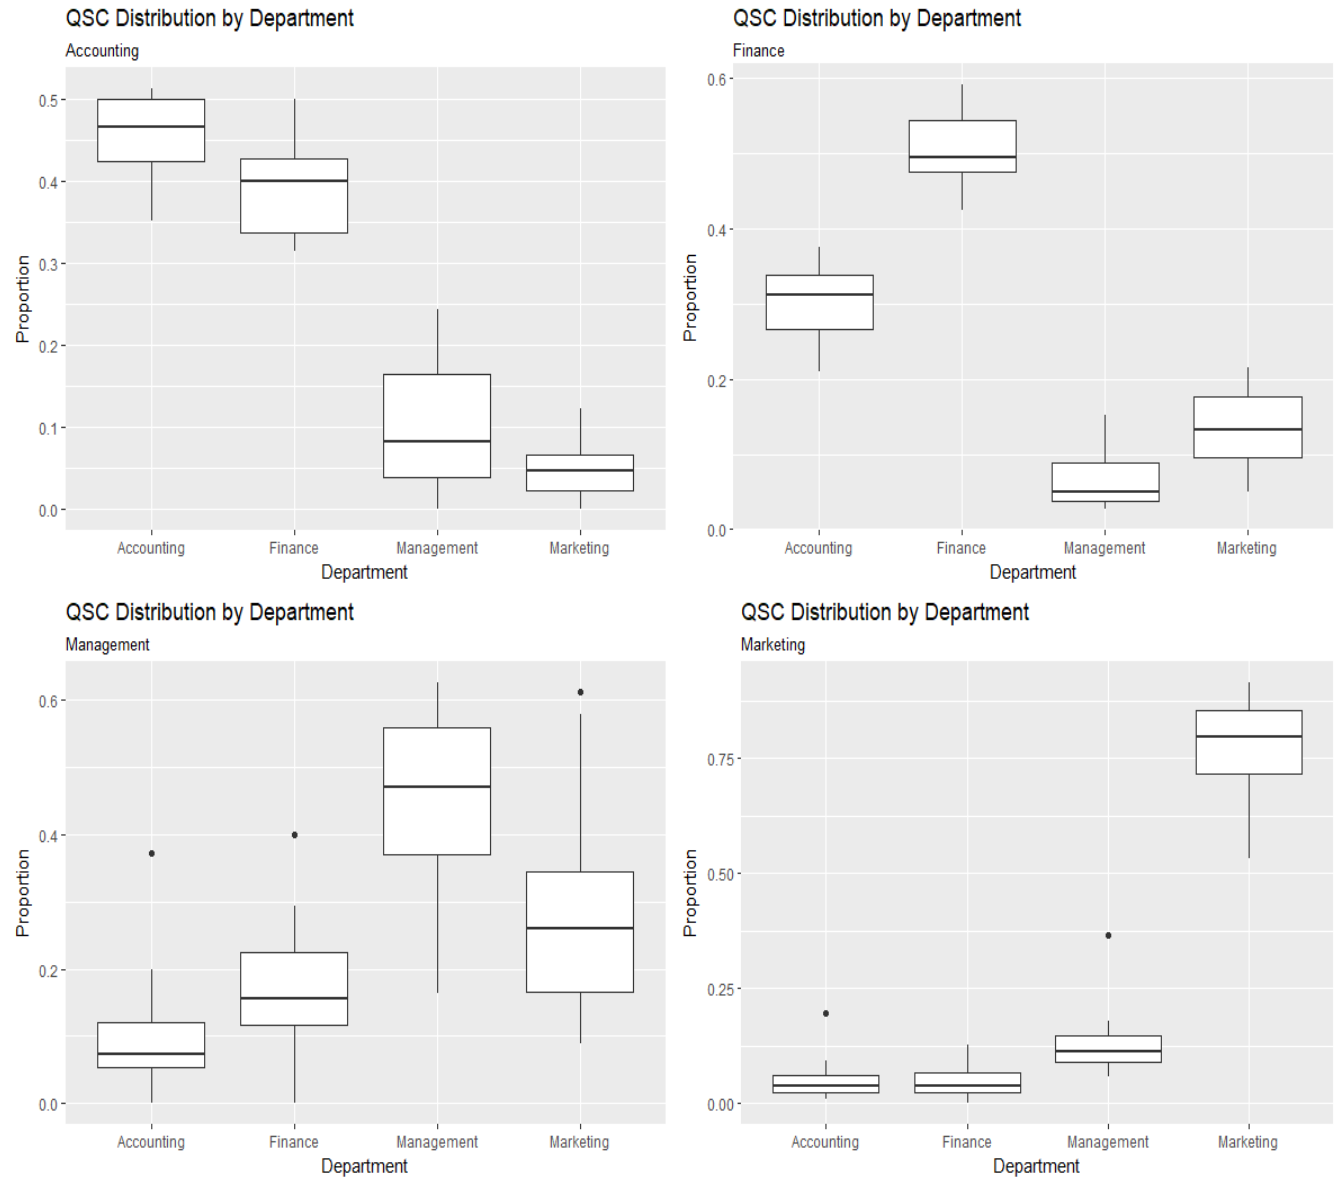 QSC Distribution by Department
Accounting
0.5
0.4
0.3
0.2
0.1
0.0
Proportion
Accounting Finance Management Marketing
Department
QSC Distribution by Department
Finance
0.6
0.4
0.2
0.0
Proportion
Accounting Finance Management Marketing
Department
QSC Distribution by Department
Management
0.6
0.4
0.2
0.0
Proportion
Accounting Finance Management Marketing
Department
QSC Distribution by Department
Marketing
0.75
0.50
0.25
0.00
Proportion
Accounting Finance Management Marketing
Department